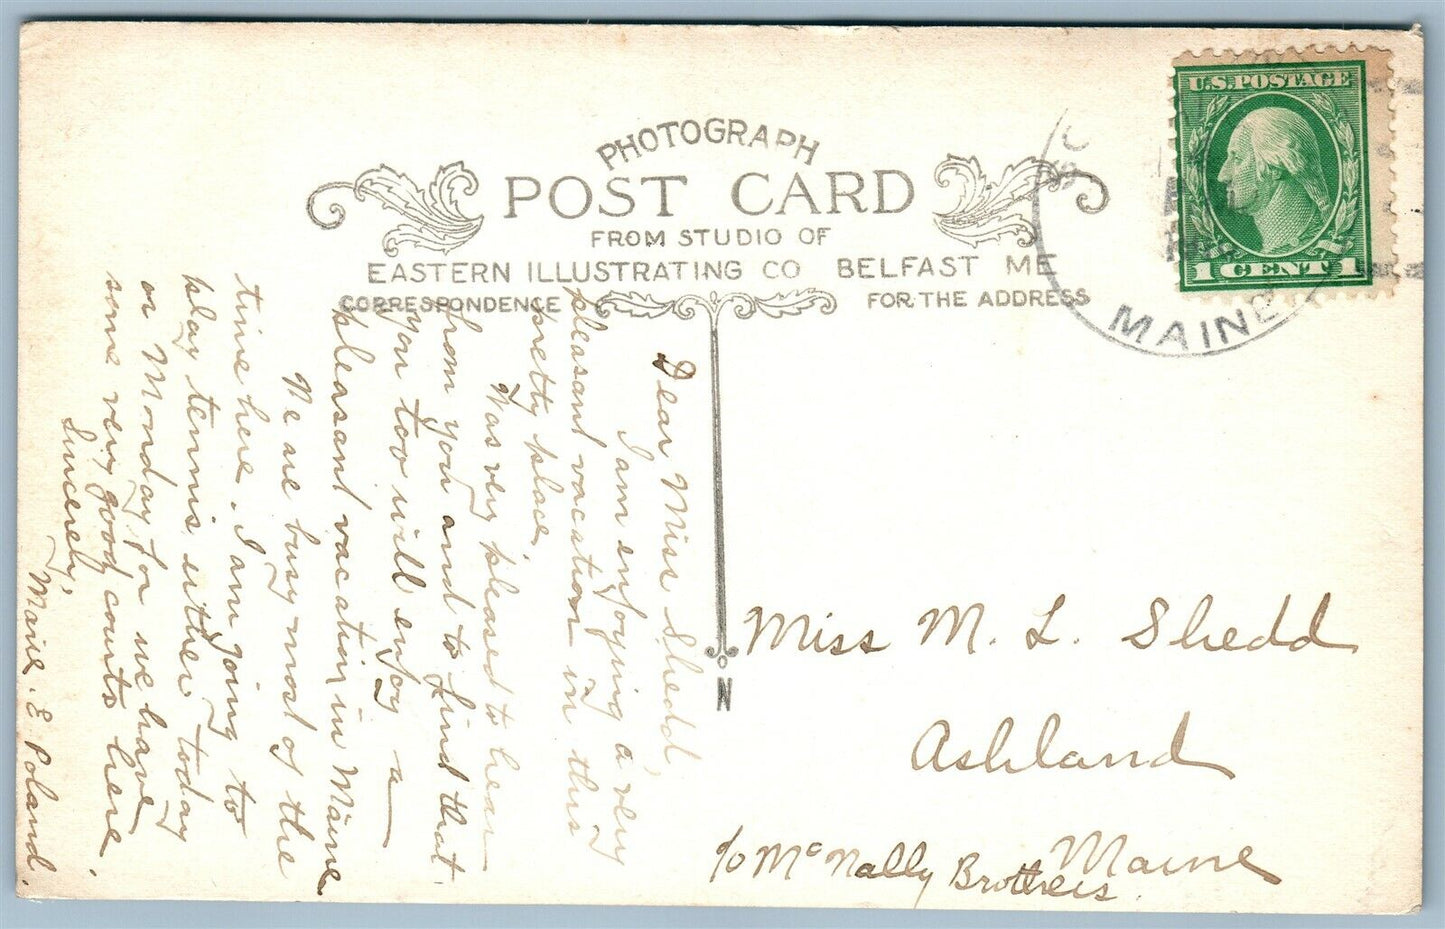 PHOTOGRAPH
POST CARD
FROM STUDIO OF
EASTERN ILLUSTRATING CO BELFAST ME
CORRESPONDENCE
FOR THE ADDRESS
U.S. POSTAGE
1 CENT 1
MAINE
N
Dear Miss Shedd,
I am enjoying a very
pleasant vacation in this
pretty place.
Was very pleased to hear
from you and to find that
you too will enjoy a
pleasant vacation in Maine.
We are busy most of the
time here. I am going to
play tennis either today
or Monday for we have
some very good courts here.
Sincerely,
E. Poland.
Miss M. L. Shedd
Ashland
Maine
c/o McNally Brothers.